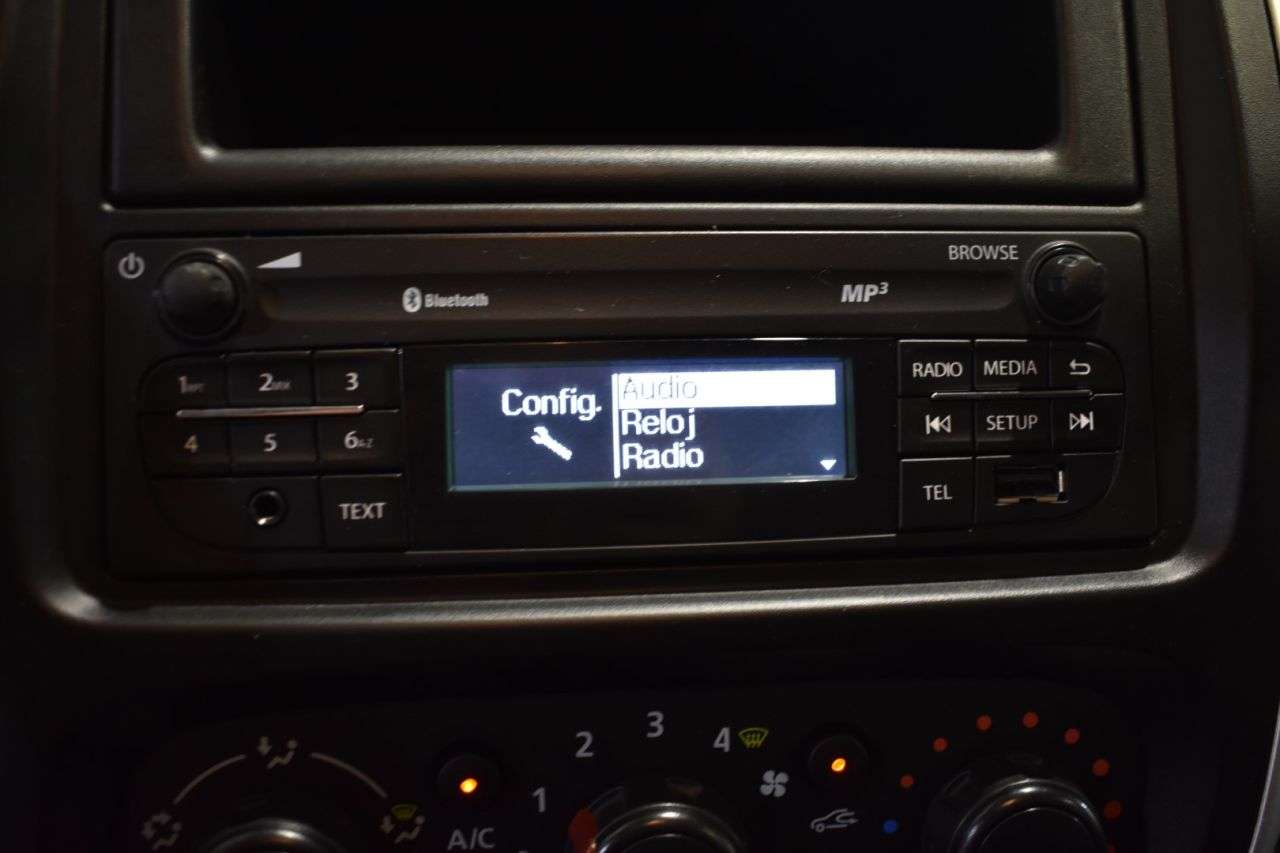 BROWSE
Bluetooth
MP3
1
2
3
RADIO
MEDIA
Config.
Audio
Reloj
Radio
4
5
6
SETUP
TEXT
TEL
1
2
3
4
A/C